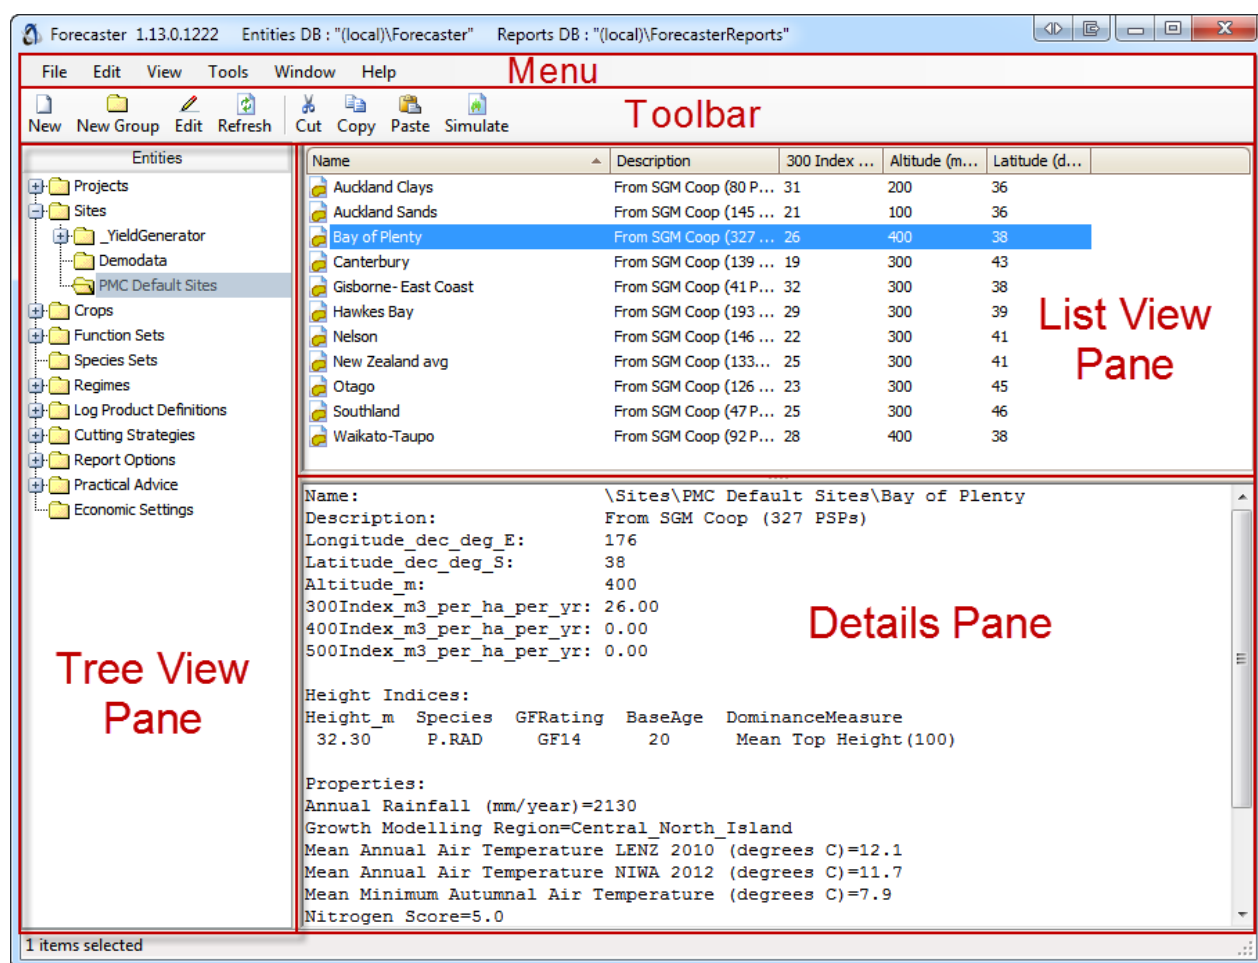 Forecaster 1.13.0.1222 Entities DB : "(local)\Forecaster" Reports DB : "(local)\ForecasterReports"
File Edit View Tools Window Help
Menu
New New Group Edit Refresh Cut Copy Paste Simulate
Toolbar
Entities
Projects
Sites
_YieldGenerator
Demodata
PMC Default Sites
Crops
Function Sets
Species Sets
Regimes
Log Product Definitions
Cutting Strategies
Report Options
Practical Advice
Economic Settings
Tree View
Pane
Name Description 300 Index ... Altitude (m... Latitude (d...
Auckland Clays From SGM Coop (80 P... 31 200 36
Auckland Sands From SGM Coop (145 ... 21 100 36
Bay of Plenty From SGM Coop (327 ... 26 400 38
Canterbury From SGM Coop (139 ... 19 300 43
Gisborne- East Coast From SGM Coop (41 P... 32 300 38
Hawkes Bay From SGM Coop (193 ... 29 300 39
Nelson From SGM Coop (146 ... 22 300 41
New Zealand avg From SGM Coop (133... 25 300 41
Otago From SGM Coop (126 ... 23 300 45
Southland From SGM Coop (47 P... 25 300 46
Waikato-Taupo From SGM Coop (92 P... 28 400 38
List View
Pane
Name: \Sites\PMC Default Sites\Bay of Plenty
Description: From SGM Coop (327 PSPs)
Longitude_dec_deg_E: 176
Latitude_dec_deg_S: 38
Altitude_m: 400
300Index_m3_per_ha_per_yr: 26.00
400Index_m3_per_ha_per_yr: 0.00
500Index_m3_per_ha_per_yr: 0.00
Details Pane
Height Indices:
Height_m Species GFRating BaseAge DominanceMeasure
32.30 P.RAD GF14 20 Mean Top Height(100)
Properties:
Annual Rainfall (mm/year)=2130
Growth Modelling Region=Central_North_Island
Mean Annual Air Temperature LENZ 2010 (degrees C)=12.1
Mean Annual Air Temperature NIWA 2012 (degrees C)=11.7
Mean Minimum Autumnal Air Temperature (degrees C)=7.9
Nitrogen Score=5.0
1 items selected